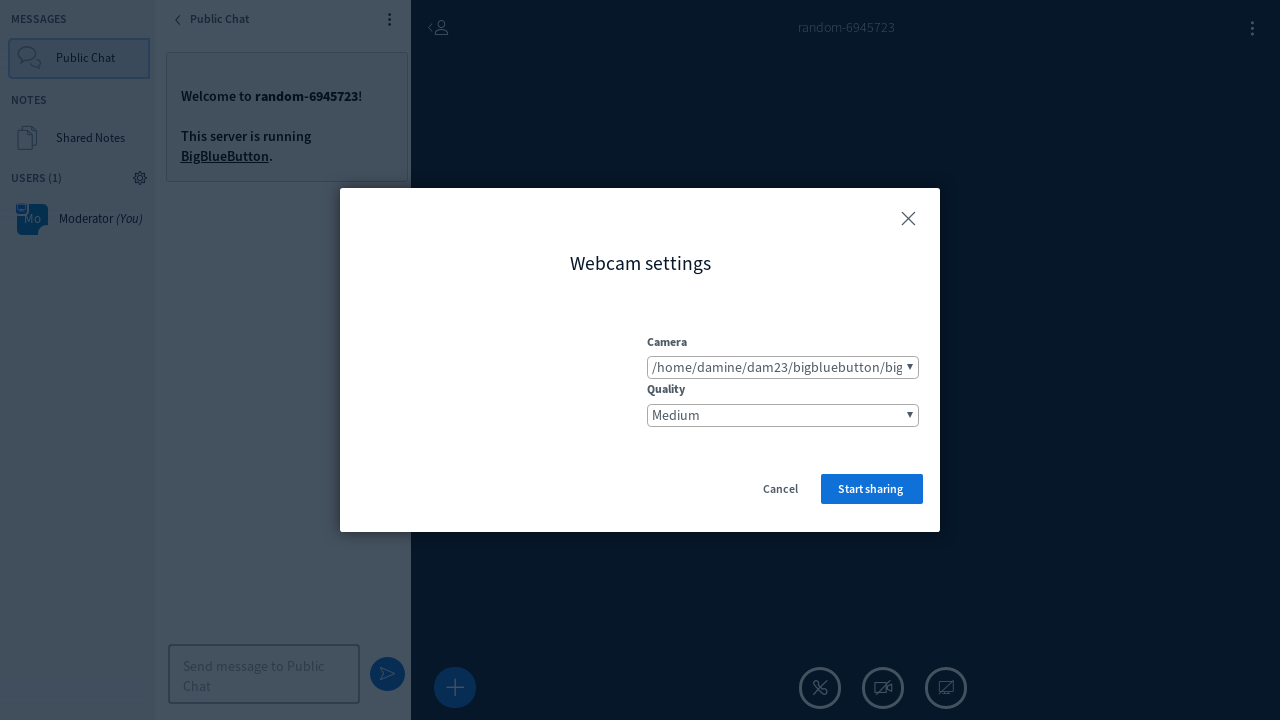 MESSAGES
Public Chat
NOTES
Shared Notes
USERS (1)
Mo
Moderator (You)
Public Chat
Welcome to random-6945723!
This server is running
BigBlueButton.
Send message to Public
Chat
random-6945723
Webcam settings
Camera
/home/damine/dam23/bigbluebutton/big
Quality
Medium
Cancel
Start sharing